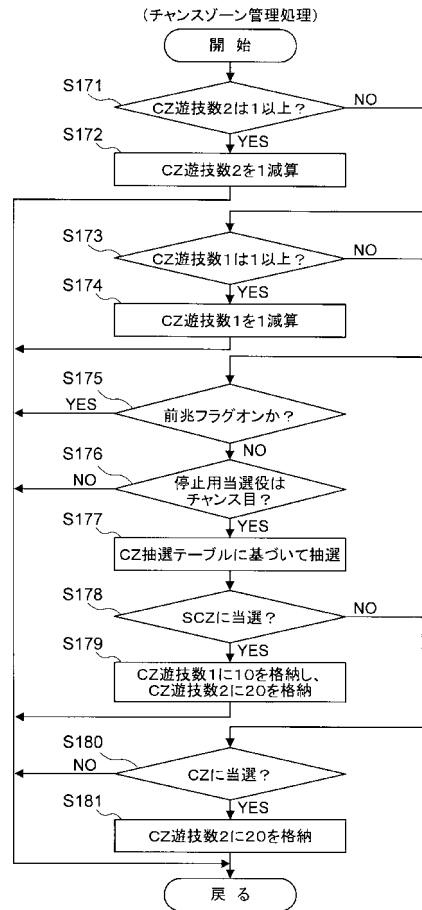 (チャンスゾーン管理処理)
開 始
S171
CZ遊技数2は1以上?
NO
YES
S172
CZ遊技数2を1減算
S173
CZ遊技数1は1以上?
NO
YES
S174
CZ遊技数1を1減算
S175
前兆フラグオンか?
YES
NO
S176
停止用当選役は
チャンス目?
NO
YES
S177
CZ抽選テーブルに基づいて抽選
S178
SCZに当選?
NO
YES
S179
CZ遊技数1に10を格納し、
CZ遊技数2に20を格納
S180
CZに当選?
NO
YES
S181
CZ遊技数2に20を格納
戻 る